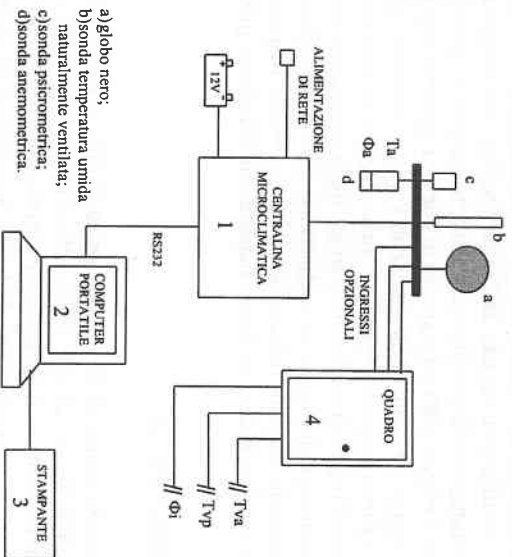 a
b
c
d
Ta
Φa
ALIMENTAZIONE
DI RETE
12V
CENTRALINA
MICROCLIMATICA
1
INGRESSI
OPZIONALI
QUADRO
4
Tva
Tvp
Φi
RS232
COMPUTER
PORTATILE
2
STAMPANTE
3
a)globo nero;
b)sonda temperatura umida
naturalmente ventilata;
c)sonda psicrometrica;
d)sonda anemometrica.